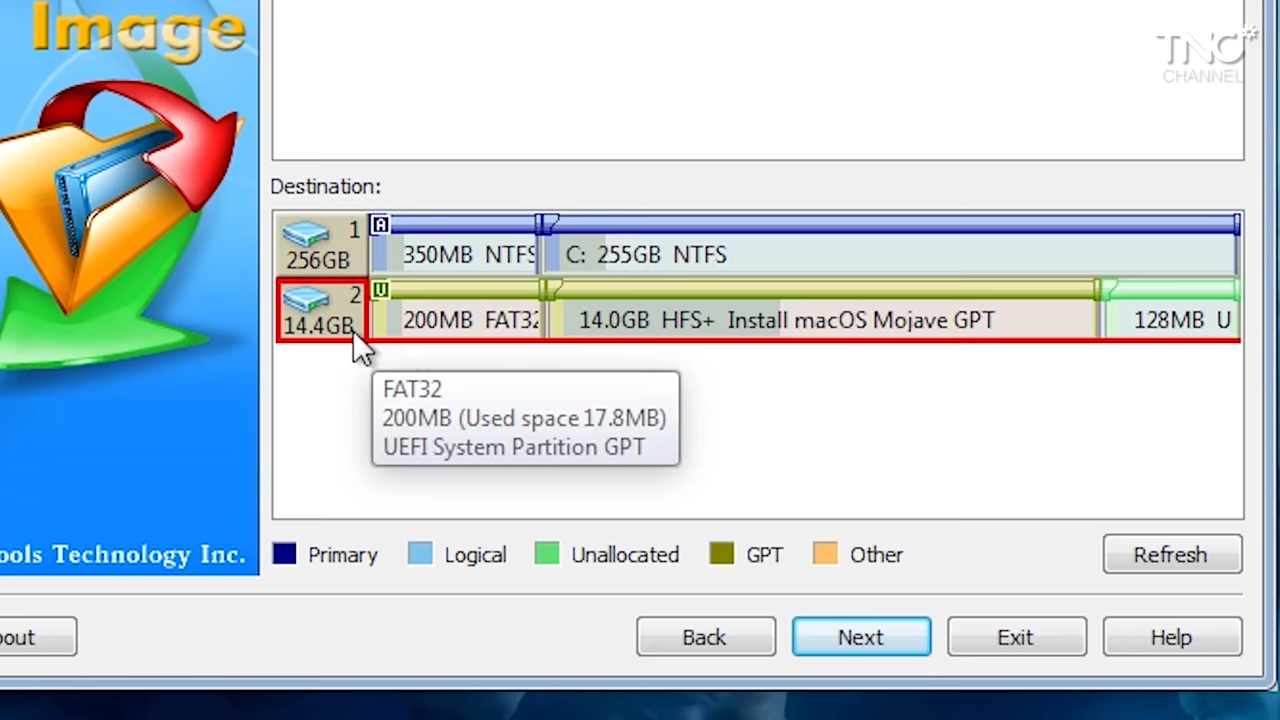 Image
TNC*
CHANNEL
Destination:
1
A
350MB NTFS
C: 255GB NTFS
256GB
2
U
14.4GB
200MB FAT32
14.0GB HFS+ Install macOS Mojave GPT
128MB U
FAT32
200MB (Used space 17.8MB)
UEFI System Partition GPT
ools Technology Inc.
Primary
Logical
Unallocated
GPT
Other
Refresh
bout
Back
Next
Exit
Help